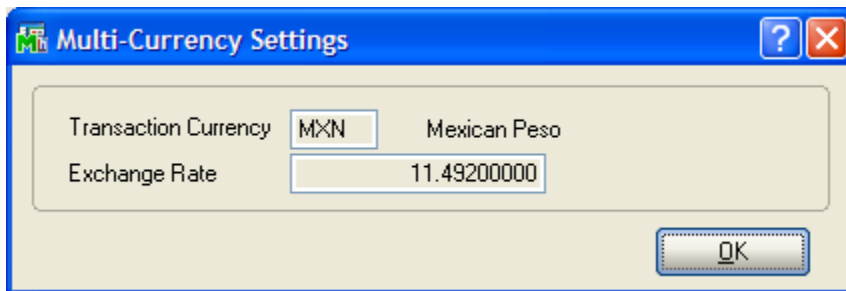 Multi-Currency Settings
Transaction Currency MXN Mexican Peso
Exchange Rate 11.49200000
OK